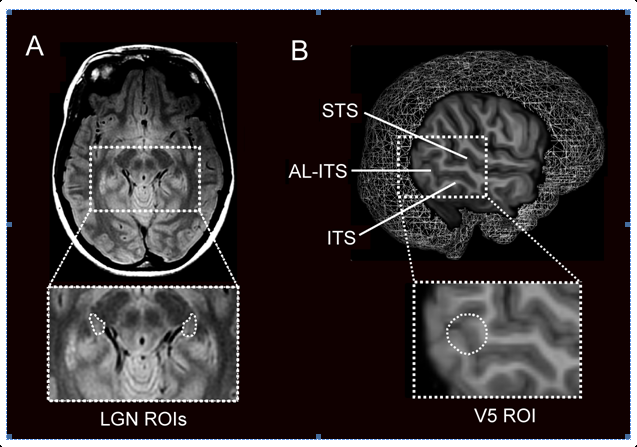 A
B
STS
AL-ITS
ITS
LGN ROIs
V5 ROI